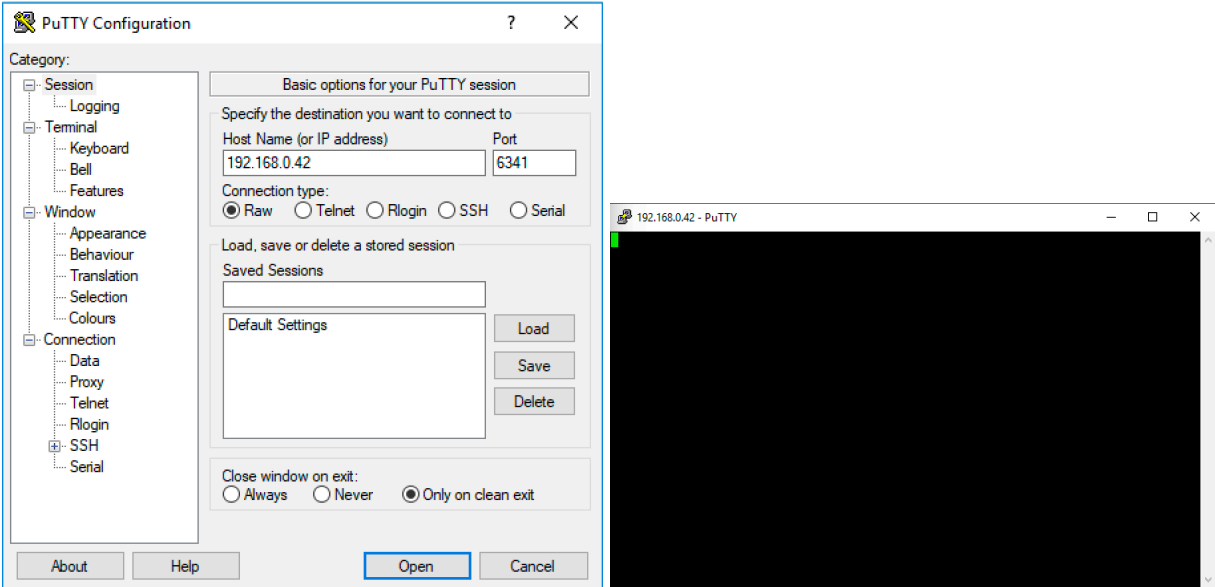 PuTTY Configuration
?
Category:
Session
Logging
Terminal
Keyboard
Bell
Features
Window
Appearance
Behaviour
Translation
Selection
Colours
Connection
Data
Proxy
Telnet
Rlogin
SSH
Serial
Basic options for your PuTTY session
Specify the destination you want to connect to
Host Name (or IP address) Port
192.168.0.42 6341
Connection type:
Raw Telnet Rlogin SSH Serial
Load, save or delete a stored session
Saved Sessions
Default Settings
Load
Save
Delete
Close window on exit:
Always Never Only on clean exit
About Help Open Cancel
192.168.0.42 - PuTTY